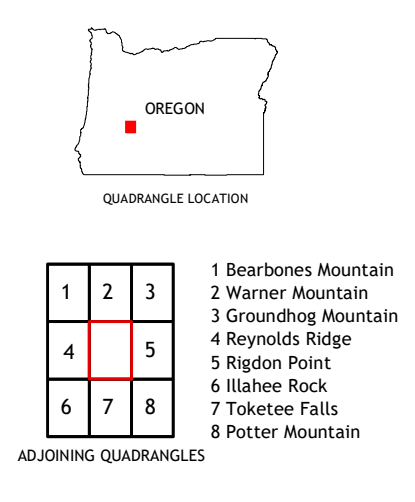 OREGON
QUADRANGLE LOCATION
1 2 3
4 5
6 7 8
1 Bearbones Mountain
2 Warner Mountain
3 Groundhog Mountain
4 Reynolds Ridge
5 Rigdon Point
6 Illahee Rock
7 Toketee Falls
8 Potter Mountain
ADJOINING QUADRANGLES